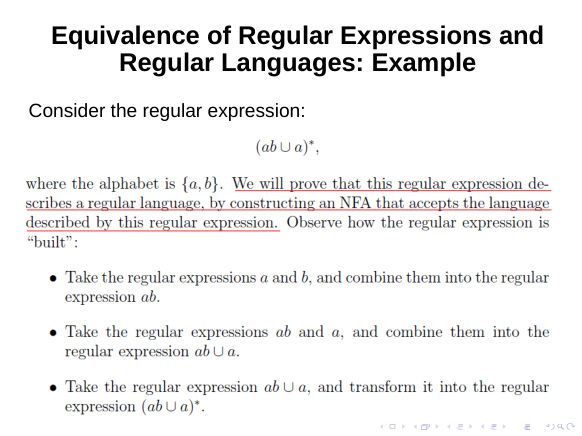 Equivalence of Regular Expressions and
Regular Languages: Example
Consider the regular expression:
(ab ∪ a)*,
where the alphabet is {a, b}. We will prove that this regular expression de-
scribes a regular language, by constructing an NFA that accepts the language
described by this regular expression. Observe how the regular expression is
“built”:
• Take the regular expressions a and b, and combine them into the regular
expression ab.
• Take the regular expressions ab and a, and combine them into the
regular expression ab ∪ a.
• Take the regular expression ab ∪ a, and transform it into the regular
expression (ab ∪ a)*.